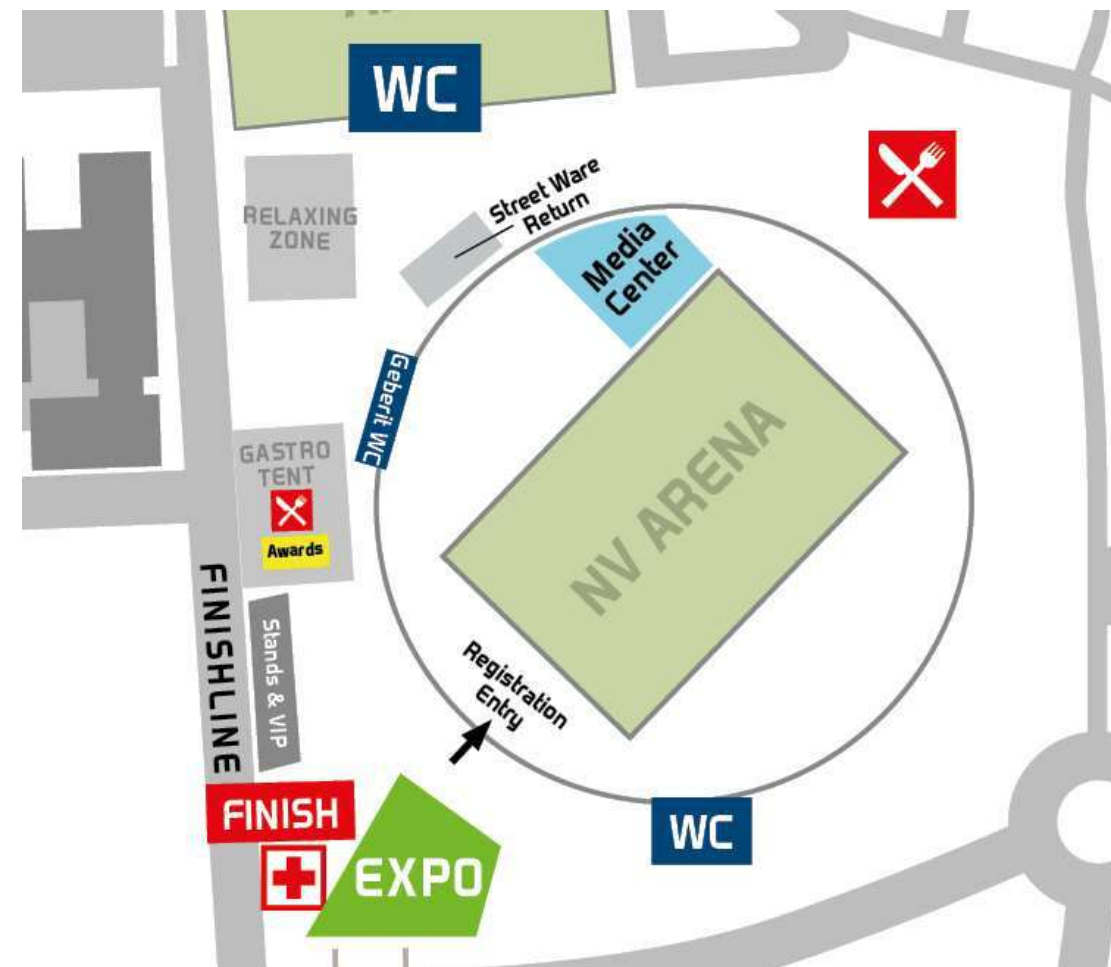 WC
RELAXING
ZONE
Street Ware
Return
Media
Center
Geberit WC
GASTRO
TENT
Awards
NV ARENA
FINISHLINE
Stands & VIP
Registration
Entry
FINISH
EXPO
WC